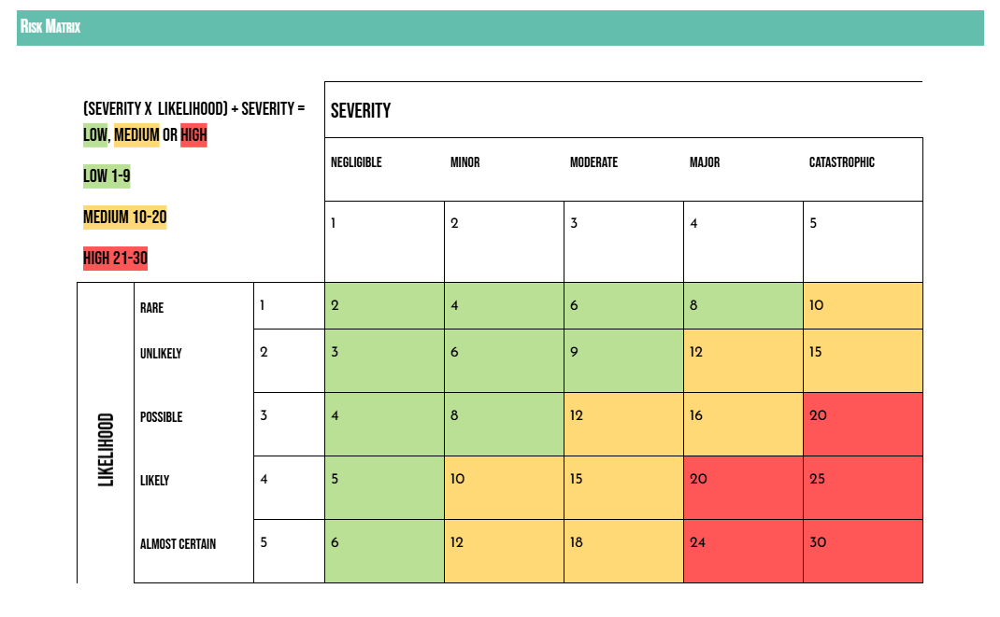 Risk Matrix
(SEVERITY X LIKELIHOOD) + SEVERITY =
LOW, MEDIUM OR HIGH
LOW 1-9
MEDIUM 10-20
HIGH 21-30
SEVERITY
NEGLIGIBLE MINOR MODERATE MAJOR CATASTROPHIC
1 2 3 4 5
LIKELIHOOD
RARE 1 2 4 6 8 10
UNLIKELY 2 3 6 9 12 15
POSSIBLE 3 4 8 12 16 20
LIKELY 4 5 10 15 20 25
ALMOST CERTAIN 5 6 12 18 24 30